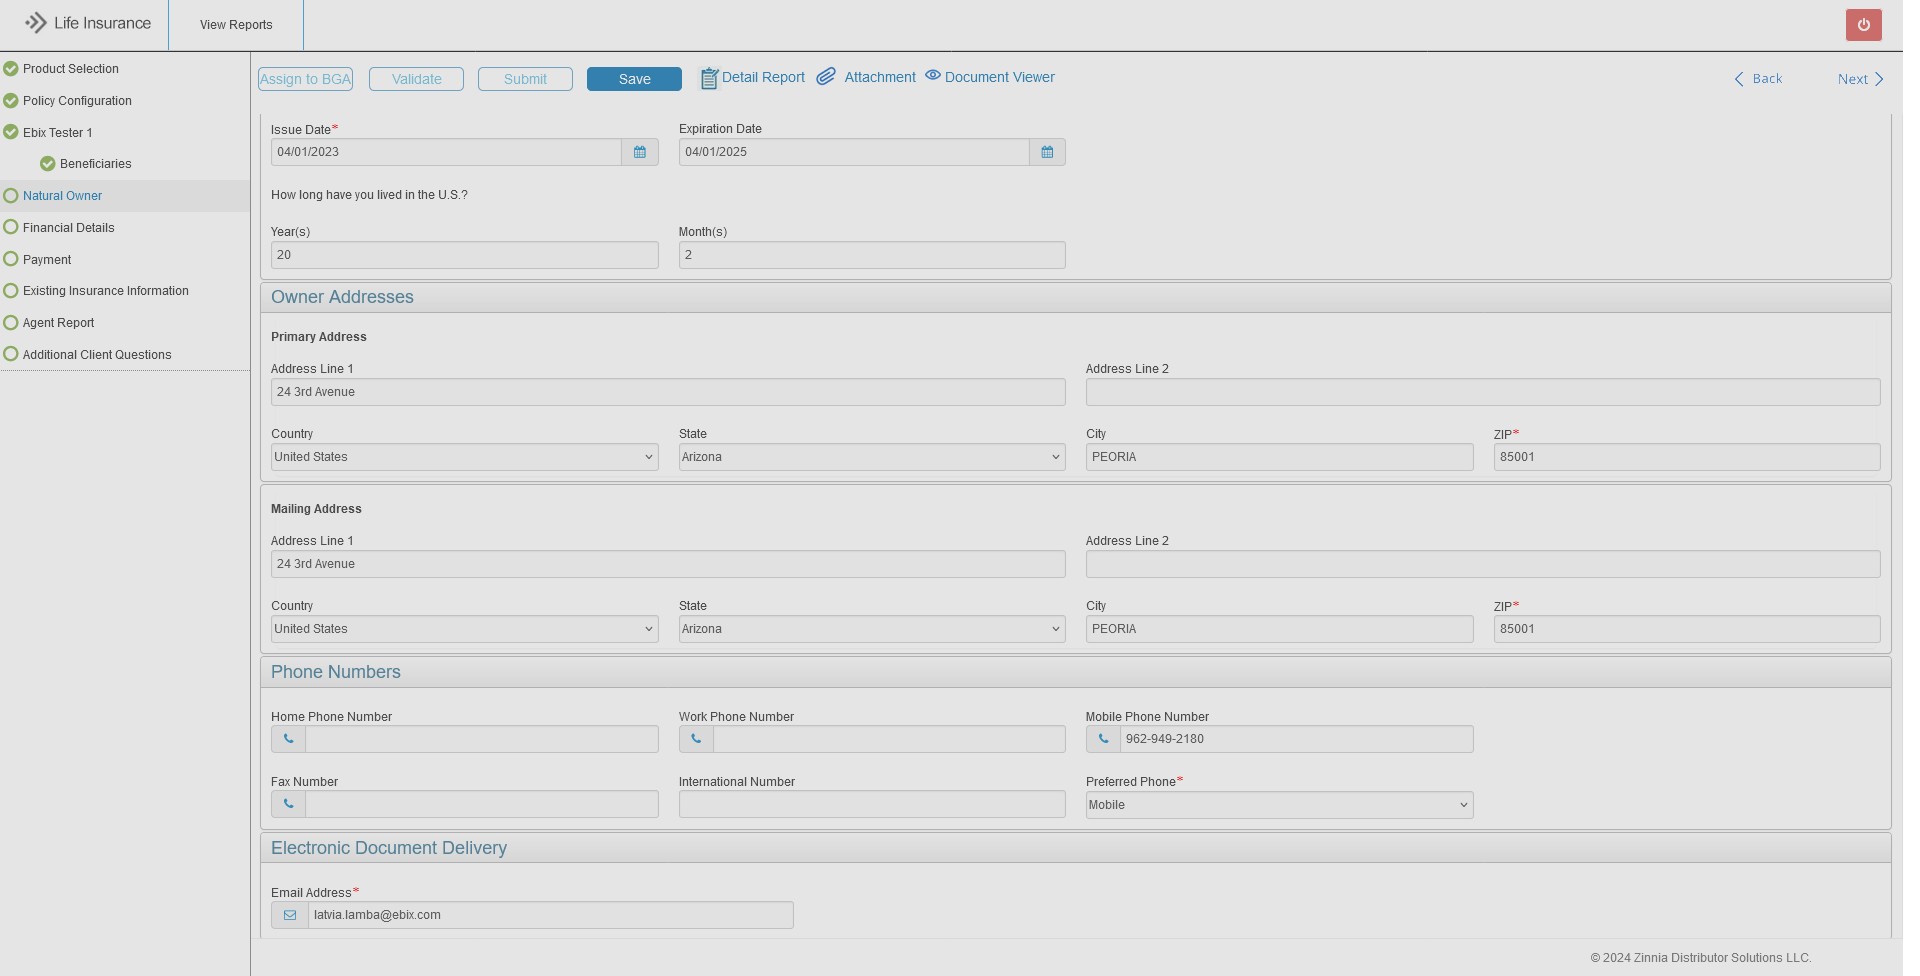 Life Insurance
View Reports
Product Selection
Policy Configuration
Ebix Tester 1
Beneficiaries
Natural Owner
Financial Details
Payment
Existing Insurance Information
Agent Report
Additional Client Questions
Assign to BGA Validate Submit Save Detail Report Attachment Document Viewer Back Next
Issue Date* Expiration Date
04/01/2023 04/01/2025
How long have you lived in the U.S.?
Year(s) Month(s)
20 2
Owner Addresses
Primary Address
Address Line 1 Address Line 2
24 3rd Avenue
Country State City ZIP*
United States Arizona PEORIA 85001
Mailing Address
Address Line 1 Address Line 2
24 3rd Avenue
Country State City ZIP*
United States Arizona PEORIA 85001
Phone Numbers
Home Phone Number Work Phone Number Mobile Phone Number
962-949-2180
Fax Number International Number Preferred Phone*
Mobile
Electronic Document Delivery
Email Address*
latvia.lamba@ebix.com
© 2024 Zinnia Distributor Solutions LLC.